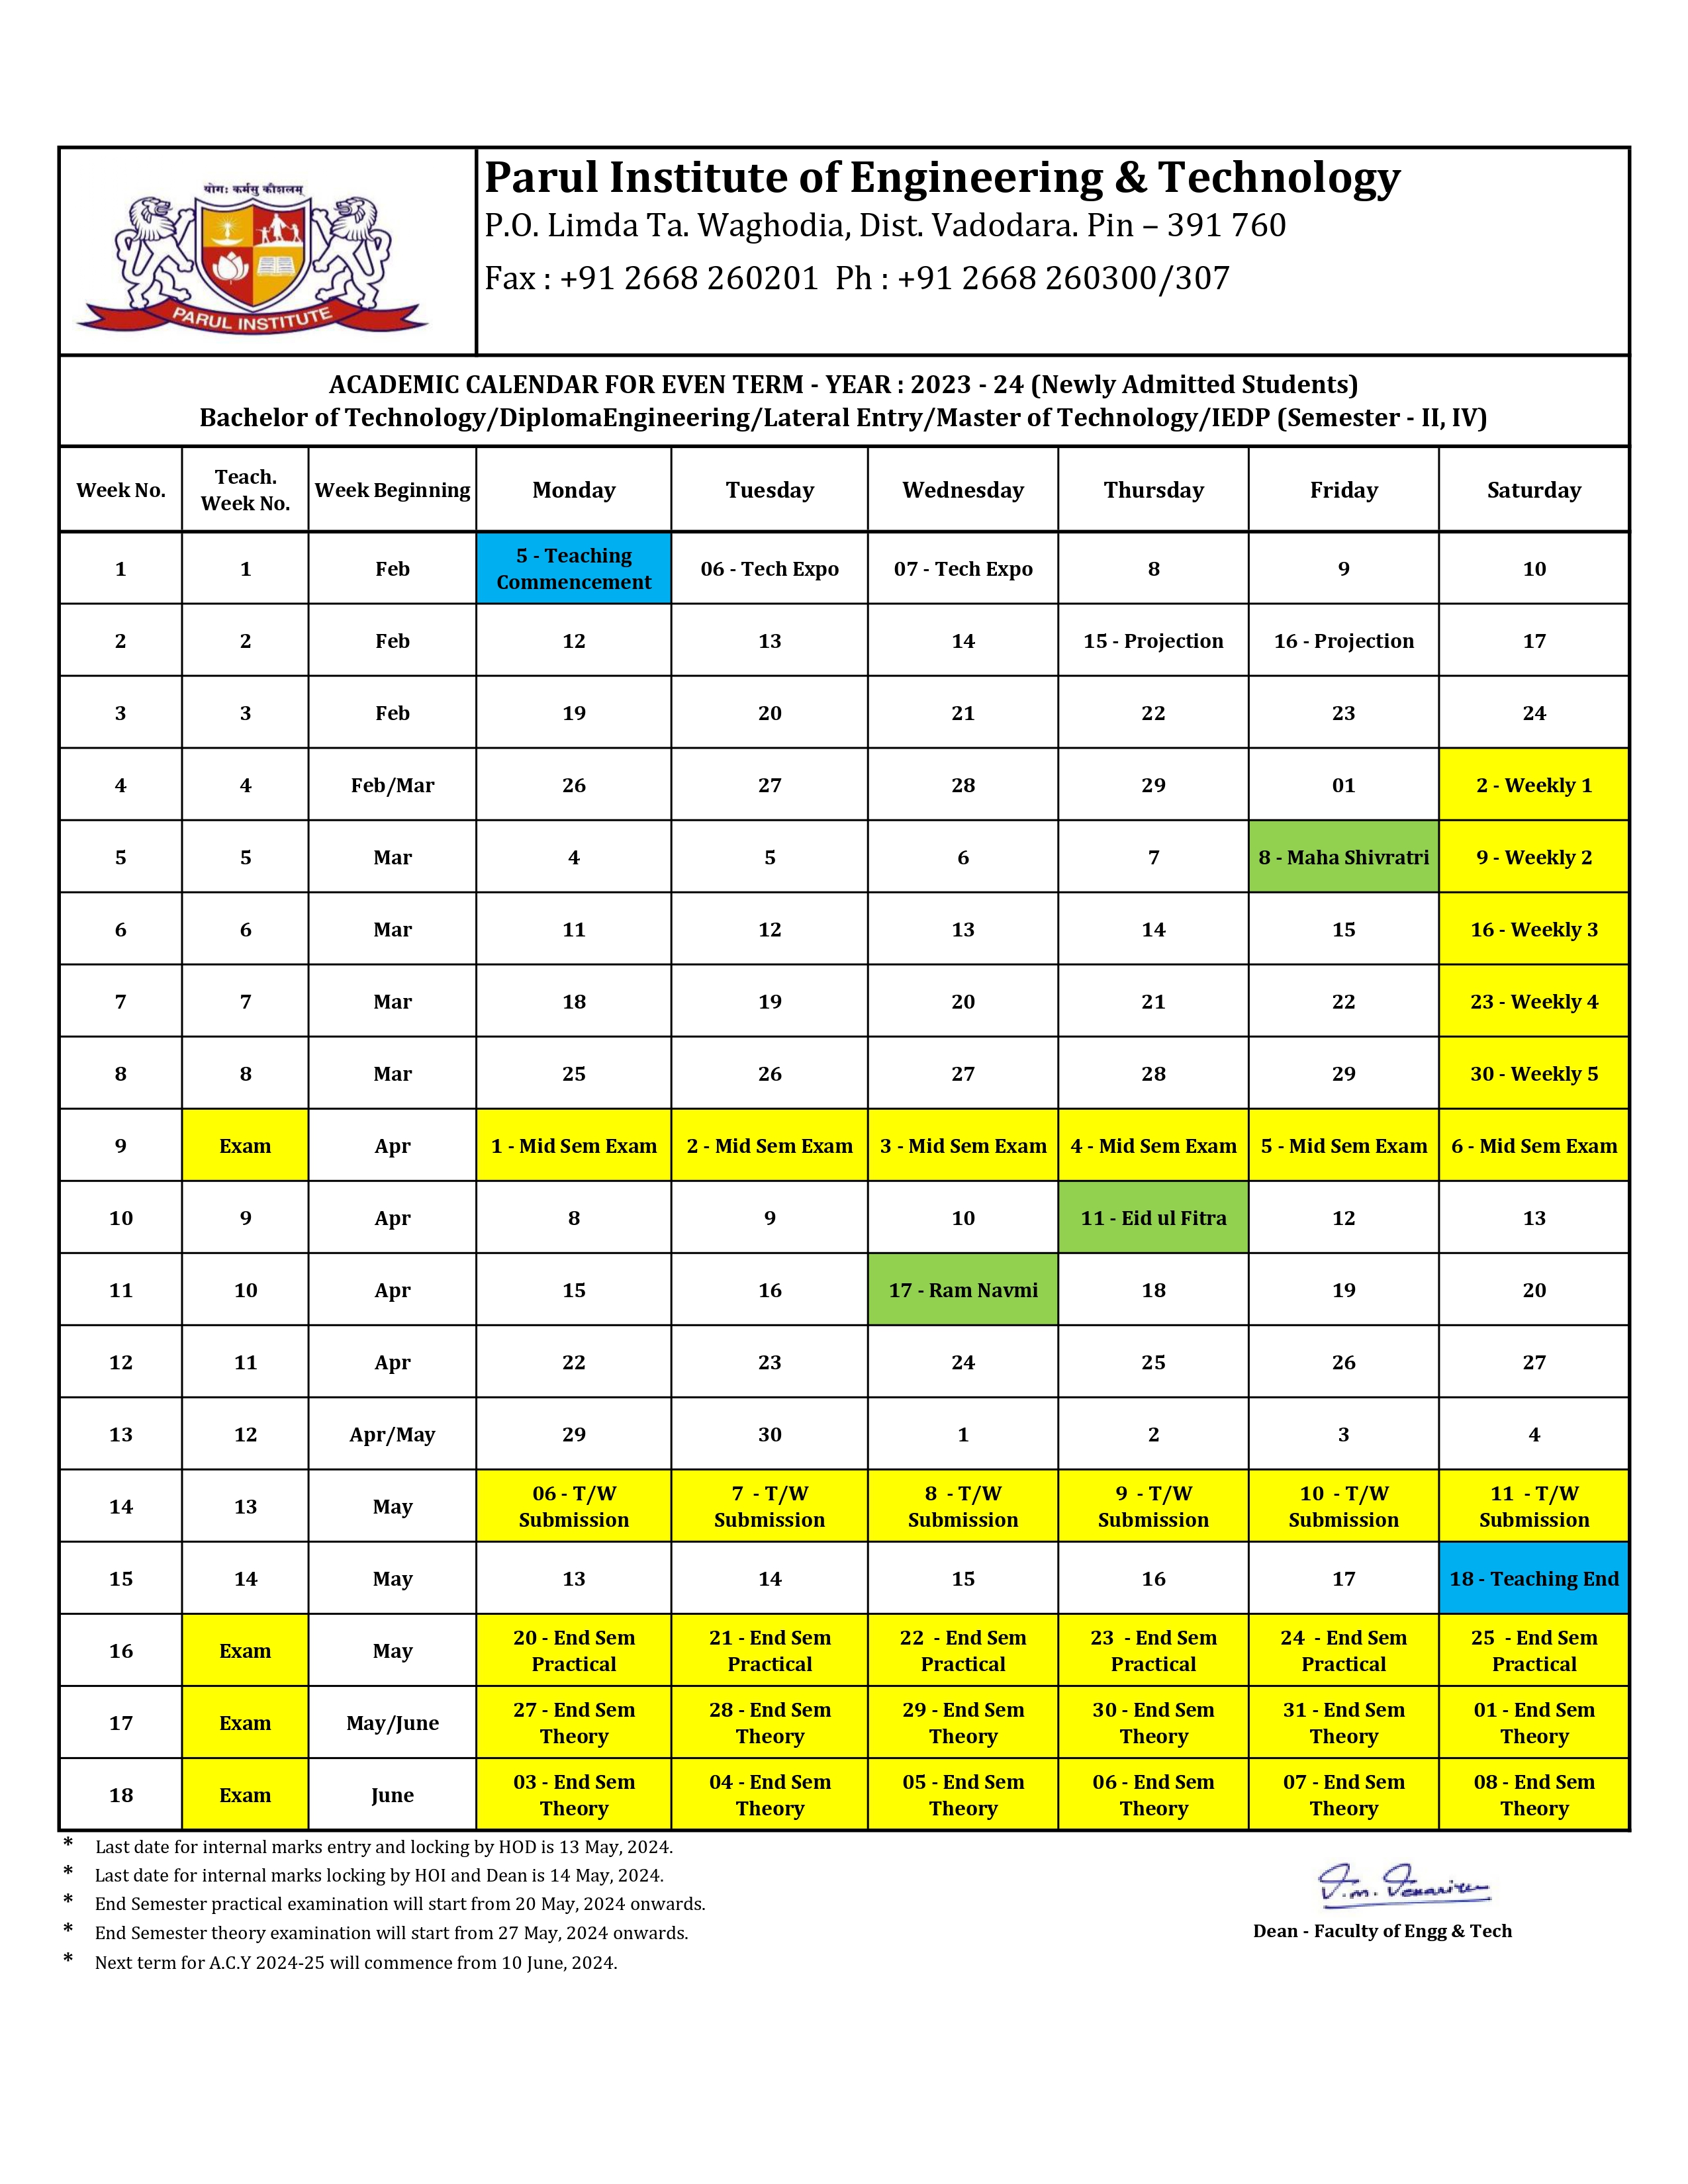 योगः कर्मसु कौशलम्
PARUL INSTITUTE
Parul Institute of Engineering & Technology
P.O. Limda Ta. Waghodia, Dist. Vadodara. Pin – 391 760
Fax : +91 2668 260201 Ph : +91 2668 260300/307
ACADEMIC CALENDAR FOR EVEN TERM - YEAR : 2023 - 24 (Newly Admitted Students)
Bachelor of Technology/DiplomaEngineering/Lateral Entry/Master of Technology/IEDP (Semester - II, IV)
Week No. Teach. Week No. Week Beginning Monday Tuesday Wednesday Thursday Friday Saturday
1 1 Feb 5 - Teaching Commencement 06 - Tech Expo 07 - Tech Expo 8 9 10
2 2 Feb 12 13 14 15 - Projection 16 - Projection 17
3 3 Feb 19 20 21 22 23 24
4 4 Feb/Mar 26 27 28 29 01 2 - Weekly 1
5 5 Mar 4 5 6 7 8 - Maha Shivratri 9 - Weekly 2
6 6 Mar 11 12 13 14 15 16 - Weekly 3
7 7 Mar 18 19 20 21 22 23 - Weekly 4
8 8 Mar 25 26 27 28 29 30 - Weekly 5
9 Exam Apr 1 - Mid Sem Exam 2 - Mid Sem Exam 3 - Mid Sem Exam 4 - Mid Sem Exam 5 - Mid Sem Exam 6 - Mid Sem Exam
10 9 Apr 8 9 10 11 - Eid ul Fitra 12 13
11 10 Apr 15 16 17 - Ram Navmi 18 19 20
12 11 Apr 22 23 24 25 26 27
13 12 Apr/May 29 30 1 2 3 4
14 13 May 06 - T/W Submission 7 - T/W Submission 8 - T/W Submission 9 - T/W Submission 10 - T/W Submission 11 - T/W Submission
15 14 May 13 14 15 16 17 18 - Teaching End
16 Exam May 20 - End Sem Practical 21 - End Sem Practical 22 - End Sem Practical 23 - End Sem Practical 24 - End Sem Practical 25 - End Sem Practical
17 Exam May/June 27 - End Sem Theory 28 - End Sem Theory 29 - End Sem Theory 30 - End Sem Theory 31 - End Sem Theory 01 - End Sem Theory
18 Exam June 03 - End Sem Theory 04 - End Sem Theory 05 - End Sem Theory 06 - End Sem Theory 07 - End Sem Theory 08 - End Sem Theory
* Last date for internal marks entry and locking by HOD is 13 May, 2024.
* Last date for internal marks locking by HOI and Dean is 14 May, 2024.
* End Semester practical examination will start from 20 May, 2024 onwards.
* End Semester theory examination will start from 27 May, 2024 onwards.
* Next term for A.C.Y 2024-25 will commence from 10 June, 2024.
Dean - Faculty of Engg & Tech